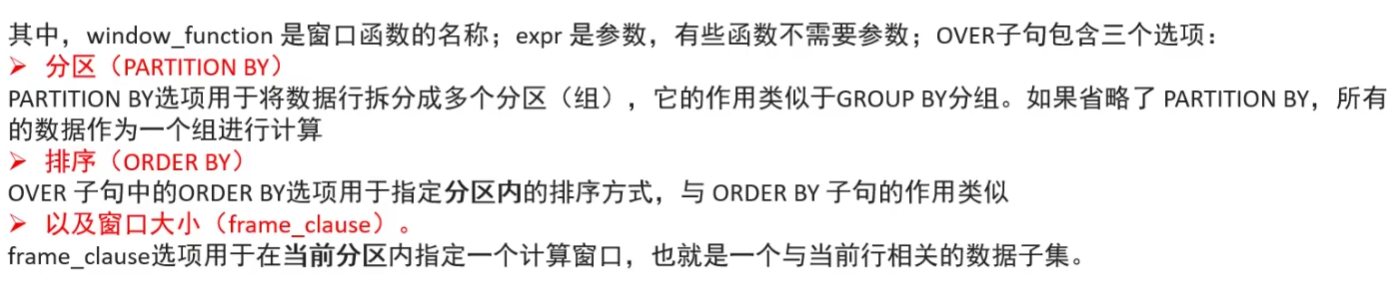 其中，window_function 是窗口函数的名称；expr 是参数，有些函数不需要参数；OVER子句包含三个选项：
➢ 分区（PARTITION BY）
PARTITION BY选项用于将数据行拆分成多个分区（组），它的作用类似于GROUP BY分组。如果省略了 PARTITION BY，所有
的数据作为一个组进行计算
➢ 排序（ORDER BY）
OVER 子句中的ORDER BY选项用于指定分区内的排序方式，与 ORDER BY 子句的作用类似
➢ 以及窗口大小（frame_clause）。
frame_clause选项用于在当前分区内指定一个计算窗口，也就是一个与当前行相关的数据子集。